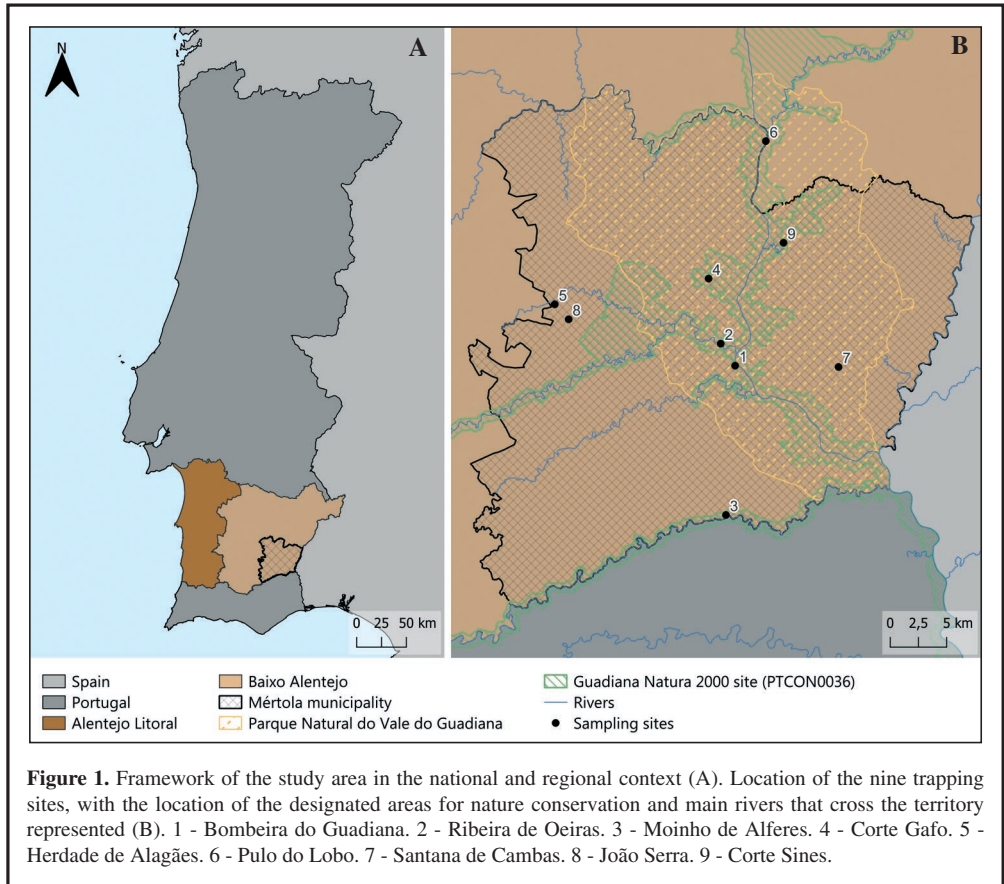 N
A
B
6
9
4
5
8
2
1
7
3
0 25 50 km
0 2,5 5 km
Spain
Portugal
Alentejo Litoral
Baixo Alentejo
Mértola municipality
Parque Natural do Vale do Guadiana
Guadiana Natura 2000 site (PTCON0036)
Rivers
Sampling sites
Figure 1. Framework of the study area in the national and regional context (A). Location of the nine trapping
sites, with the location of the designated areas for nature conservation and main rivers that cross the territory
represented (B). 1 - Bombeira do Guadiana. 2 - Ribeira de Oeiras. 3 - Moinho de Alferes. 4 - Corte Gafo. 5 -
Herdade de Alagães. 6 - Pulo do Lobo. 7 - Santana de Cambas. 8 - João Serra. 9 - Corte Sines.